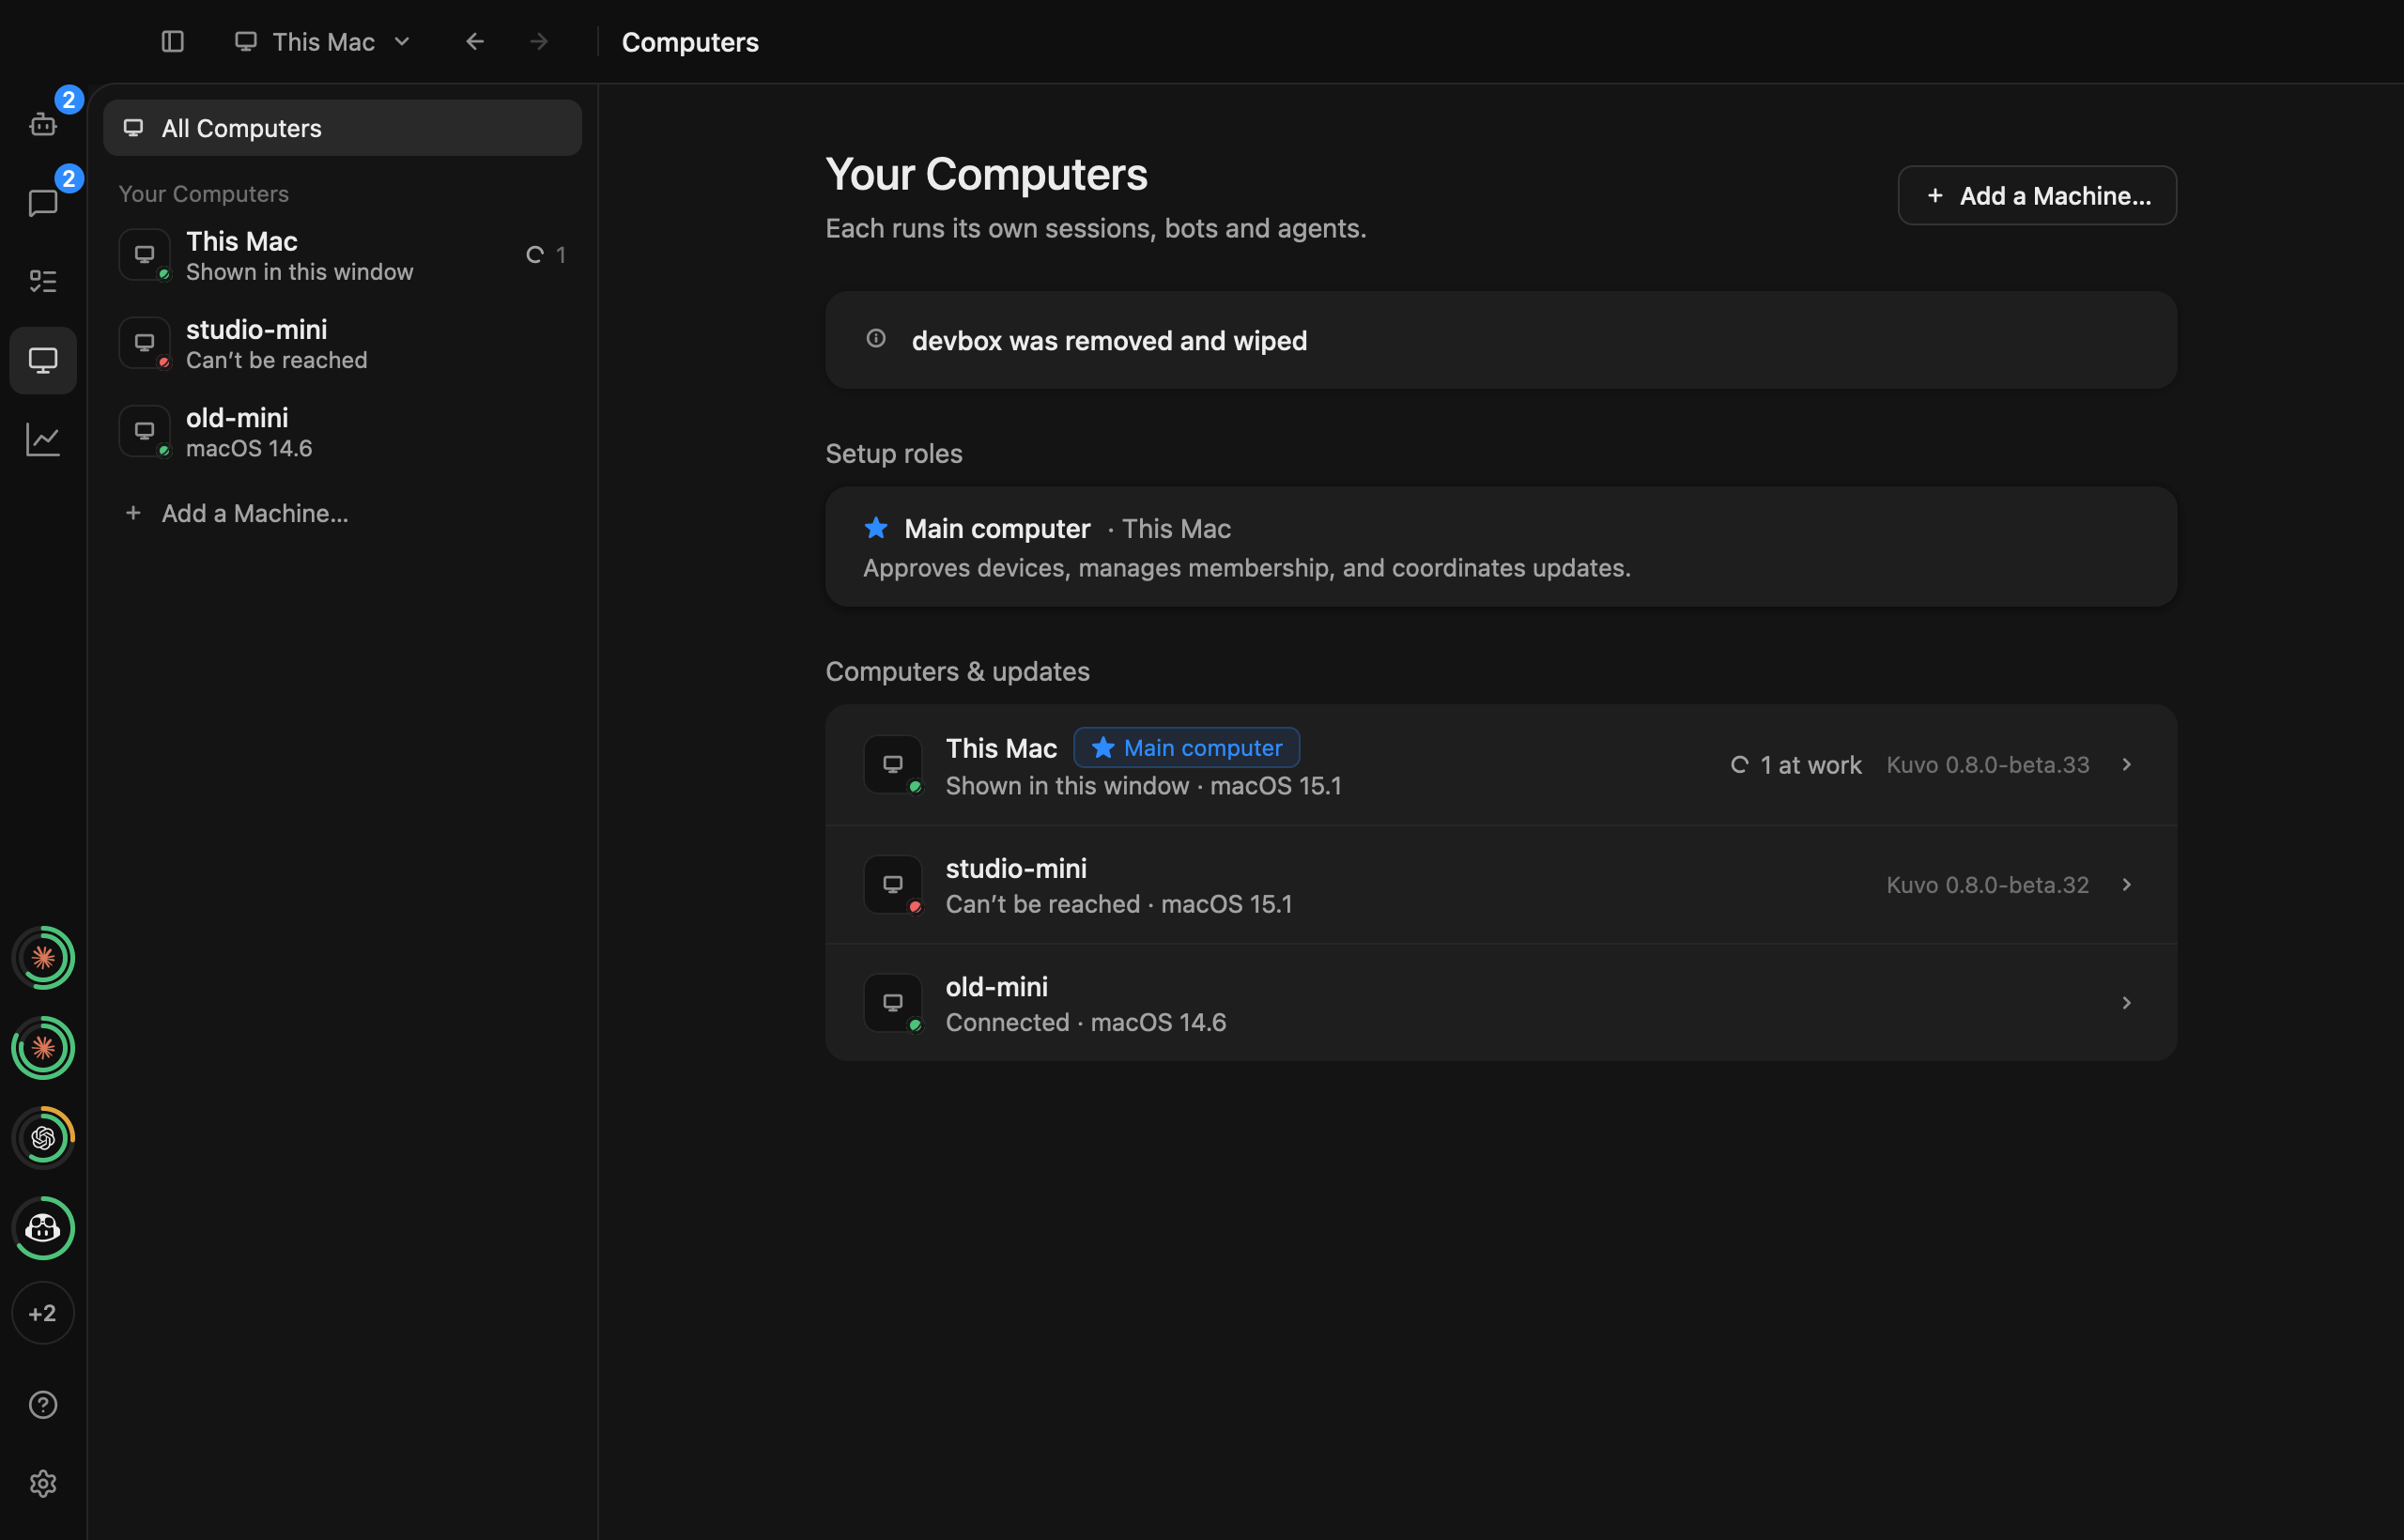 This Mac
Computers
2
2
All Computers
Your Computers
This Mac
Shown in this window
1
studio-mini
Can’t be reached
old-mini
macOS 14.6
+ Add a Machine...
+2
Your Computers
Each runs its own sessions, bots and agents.
+ Add a Machine...
devbox was removed and wiped
Setup roles
Main computer · This Mac
Approves devices, manages membership, and coordinates updates.
Computers & updates
This Mac
Main computer
Shown in this window · macOS 15.1
1 at work
Kuvo 0.8.0-beta.33
studio-mini
Can’t be reached · macOS 15.1
Kuvo 0.8.0-beta.32
old-mini
Connected · macOS 14.6